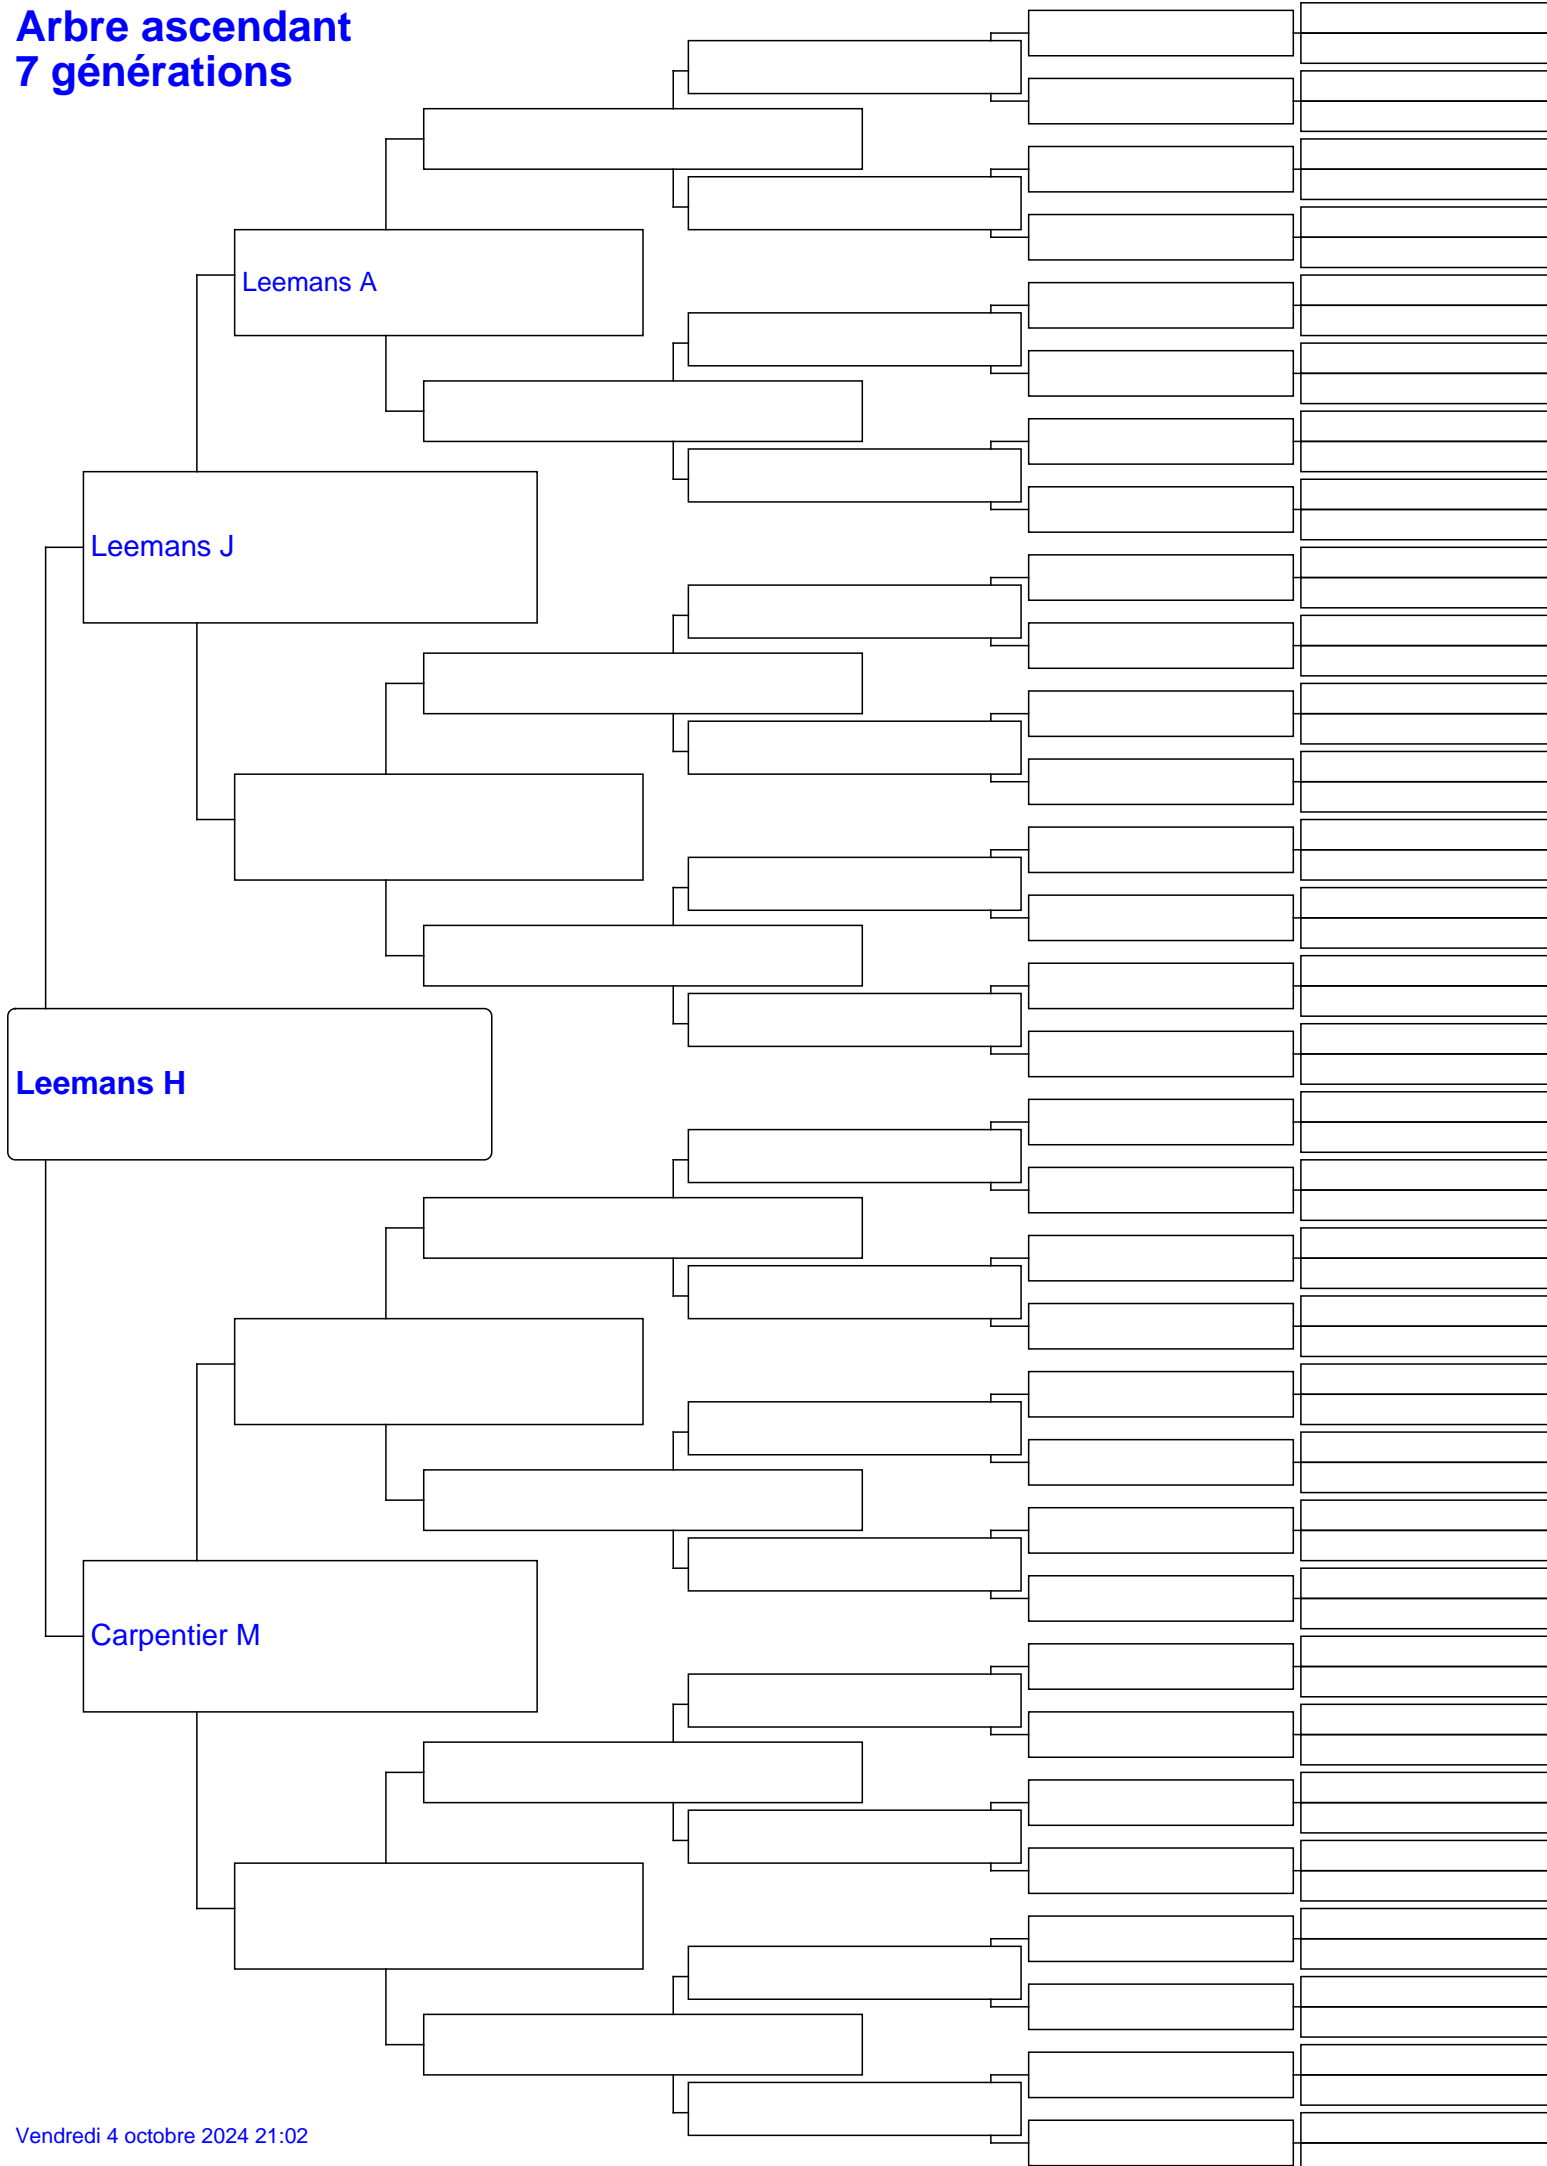 Arbre ascendant
7 générations
Leemans A
Leemans J
Leemans H
Carpentier M
Vendredi 4 octobre 2024 21:02